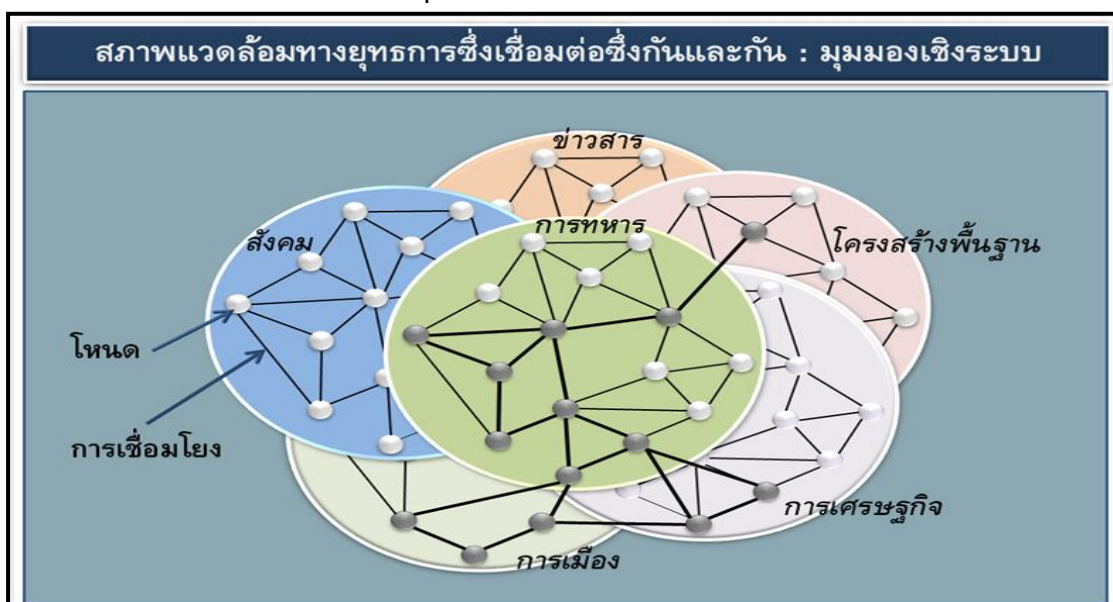 สภาพแวดล้อมทางยุทธการซึ่งเชื่อมต่อซึ่งกันและกัน : มุมมองเชิงระบบ
ข่าวสาร
สังคม
การทหาร
โครงสร้างพื้นฐาน
โหนด
การเชื่อมโยง
การเศรษฐกิจ
การเมือง